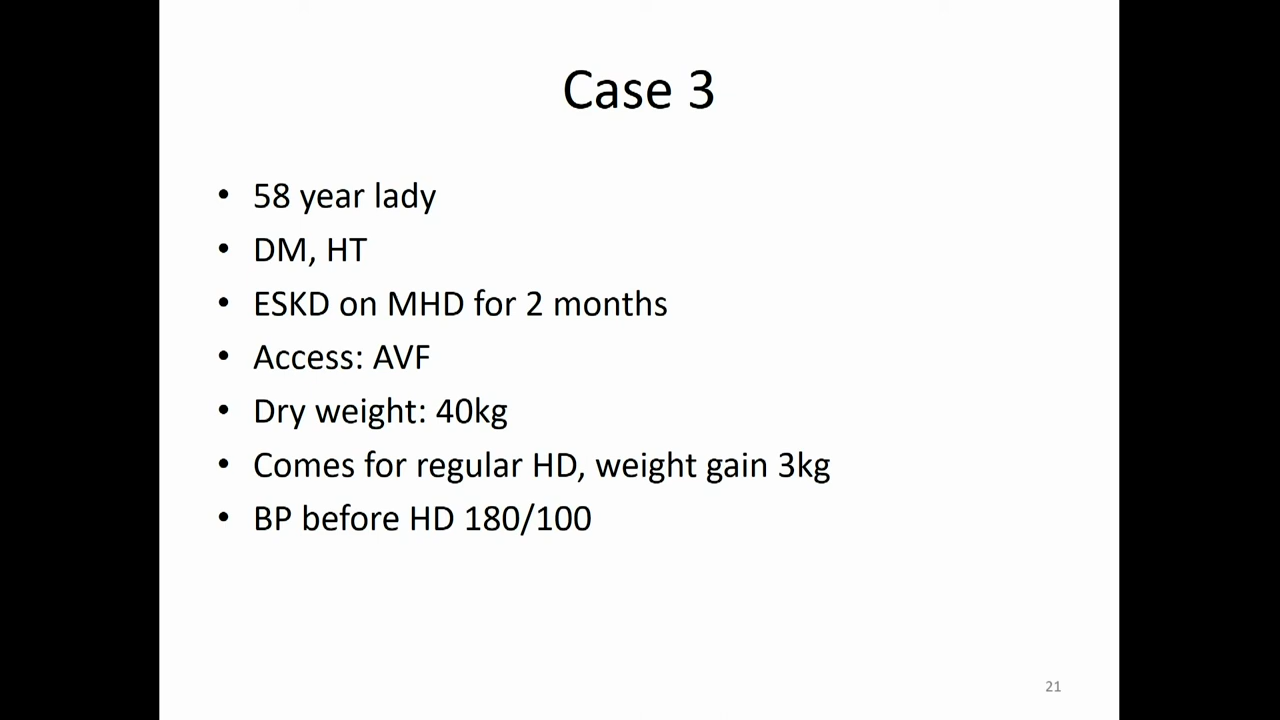 Case 3
• 58 year lady
• DM, HT
• ESKD on MHD for 2 months
• Access: AVF
• Dry weight: 40kg
• Comes for regular HD, weight gain 3kg
• BP before HD 180/100
21